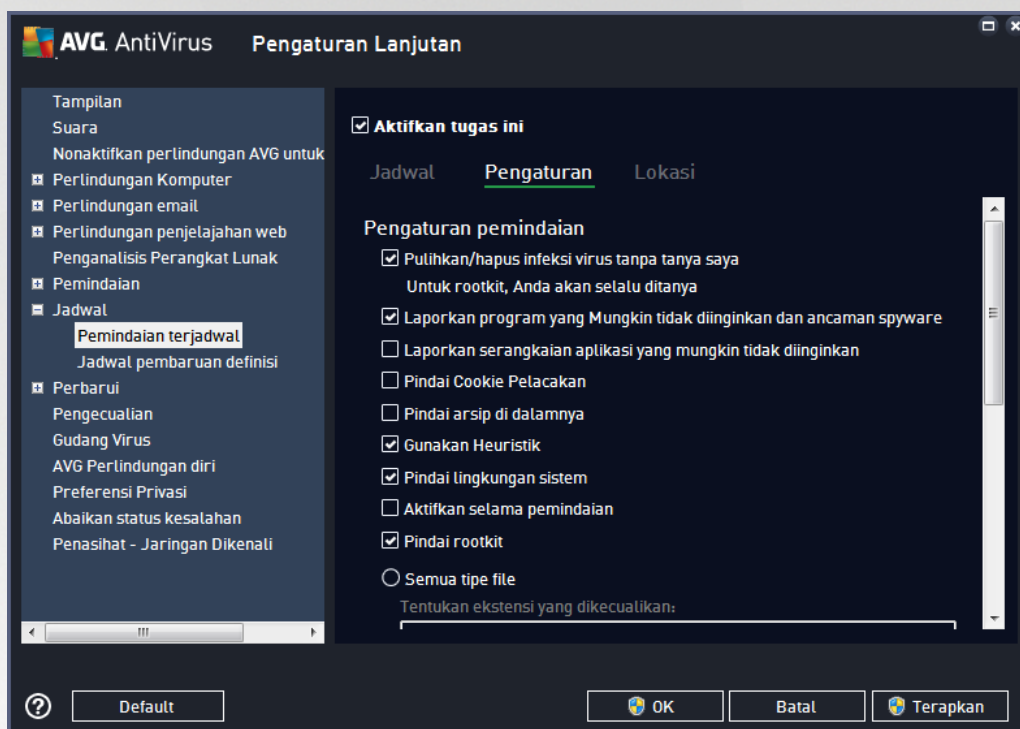 AVG. AntiVirus Pengaturan Lanjutan
Tampilan
Suara
Nonaktifkan perlindungan AVG untuk
Perlindungan Komputer
Perlindungan email
Perlindungan penjelajahan web
Penganalisis Perangkat Lunak
Pemindaian
Jadwal
Pemindaian terjadwal
Jadwal pembaruan definisi
Perbarui
Pengecualian
Gudang Virus
AVG Perlindungan diri
Preferensi Privasi
Abaikan status kesalahan
Penasihat - Jaringan Dikenali
Aktifkan tugas ini
Jadwal Pengaturan Lokasi
Pengaturan pemindaian
Pulihkan/hapus infeksi virus tanpa tanya saya
Untuk rootkit, Anda akan selalu ditanya
Laporkan program yang Mungkin tidak diinginkan dan ancaman spyware
Laporkan serangkaian aplikasi yang mungkin tidak diinginkan
Pindai Cookie Pelacakan
Pindai arsip di dalamnya
Gunakan Heuristik
Pindai lingkungan sistem
Aktifkan selama pemindaian
Pindai rootkit
Semua tipe file
Tentukan ekstensi yang dikecualikan:
? Default OK Batal Terapkan